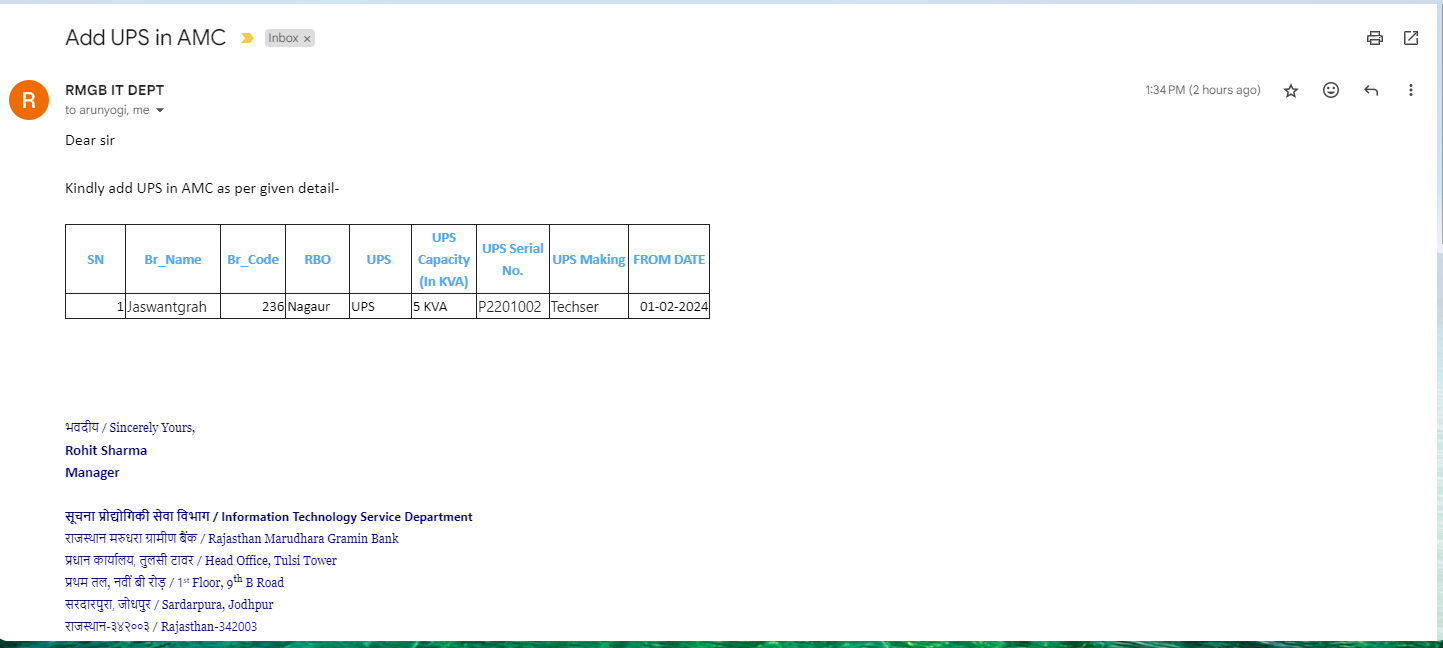 Add UPS in AMC Inbox ×
RMGB IT DEPT 1:34 PM (2 hours ago)
R
to arunyogi, me
Dear sir
Kindly add UPS in AMC as per given detail-
SN Br_Name Br_Code RBO UPS UPS Capacity (In KVA) UPS Serial No. UPS Making FROM DATE
1 Jaswantgrah 236 Nagaur UPS 5 KVA P2201002 Techser 01-02-2024
भवदीय / Sincerely Yours,
Rohit Sharma
Manager
सूचना प्रोद्योगिकी सेवा विभाग / Information Technology Service Department
राजस्थान मरुधरा ग्रामीण बैंक / Rajasthan Marudhara Gramin Bank
प्रधान कार्यालय, तुलसी टावर / Head Office, Tulsi Tower
प्रथम तल, नवीं बी रोड़ / 1st Floor, 9th B Road
सरदारपुरा, जोधपुर / Sardarpura, Jodhpur
राजस्थान-३४२००३ / Rajasthan-342003